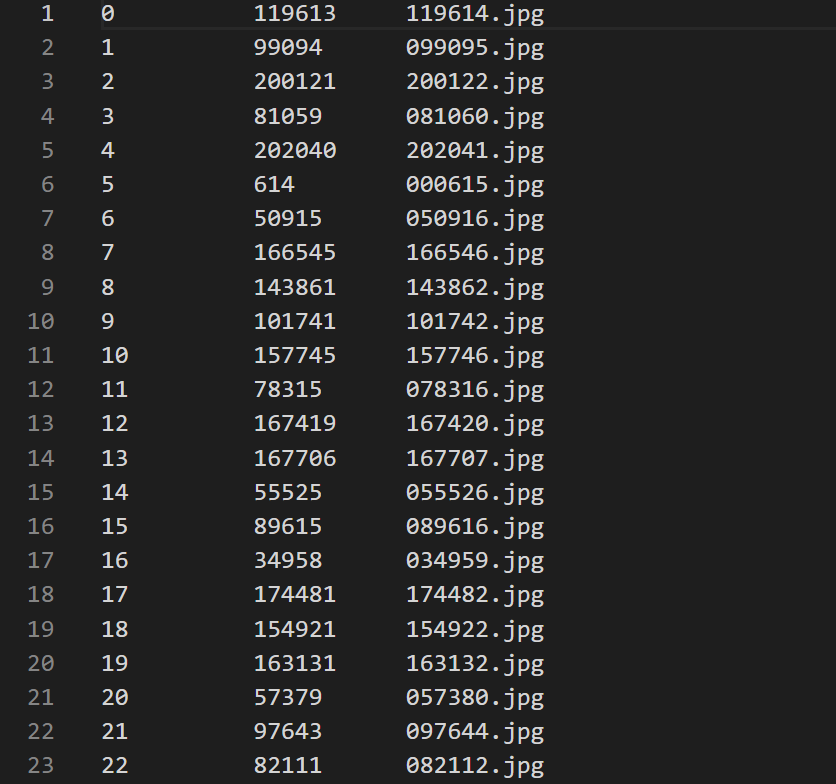 1 0 119613 119614.jpg
2 1 99094 099095.jpg
3 2 200121 200122.jpg
4 3 81059 081060.jpg
5 4 202040 202041.jpg
6 5 614 000615.jpg
7 6 50915 050916.jpg
8 7 166545 166546.jpg
9 8 143861 143862.jpg
10 9 101741 101742.jpg
11 10 157745 157746.jpg
12 11 78315 078316.jpg
13 12 167419 167420.jpg
14 13 167706 167707.jpg
15 14 55525 055526.jpg
16 15 89615 089616.jpg
17 16 34958 034959.jpg
18 17 174481 174482.jpg
19 18 154921 154922.jpg
20 19 163131 163132.jpg
21 20 57379 057380.jpg
22 21 97643 097644.jpg
23 22 82111 082112.jpg